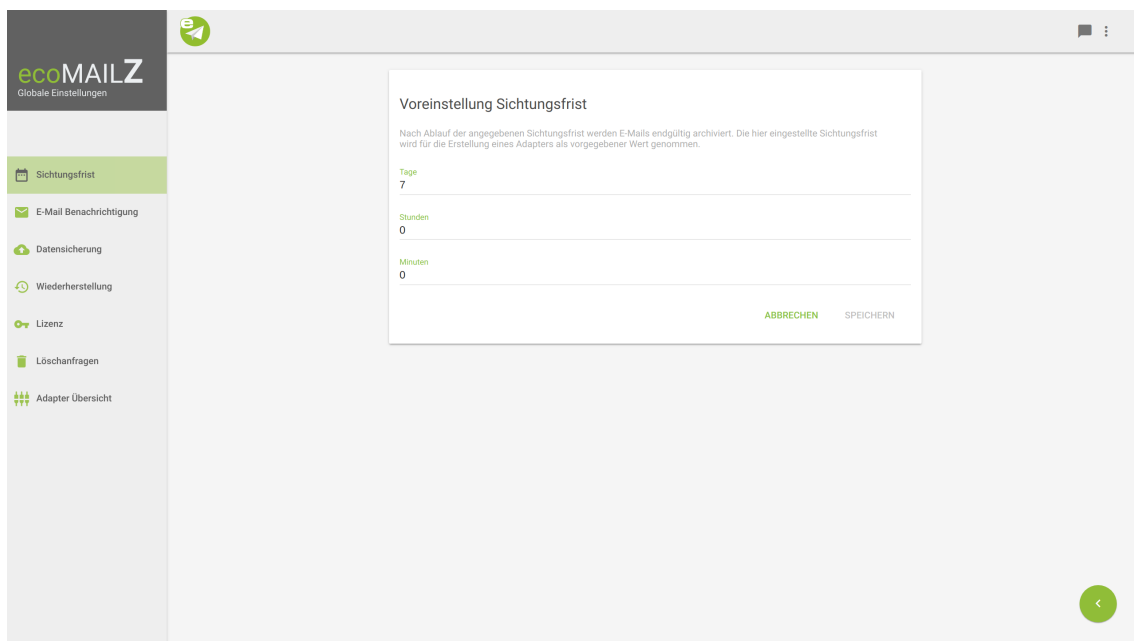 e
ecoMAILZ
Globale Einstellungen
Sichtungsfrist
E-Mail Benachrichtigung
Datensicherung
Wiederherstellung
Lizenz
Löschanfragen
Adapter Übersicht
Voreinstellung Sichtungsfrist
Nach Ablauf der angegebenen Sichtungsfrist werden E-Mails endgültig archiviert. Die hier eingestellte Sichtungsfrist
wird für die Erstellung eines Adapters als vorgegebener Wert genommen.
Tage
7
Stunden
0
Minuten
0
ABBRECHEN SPEICHERN